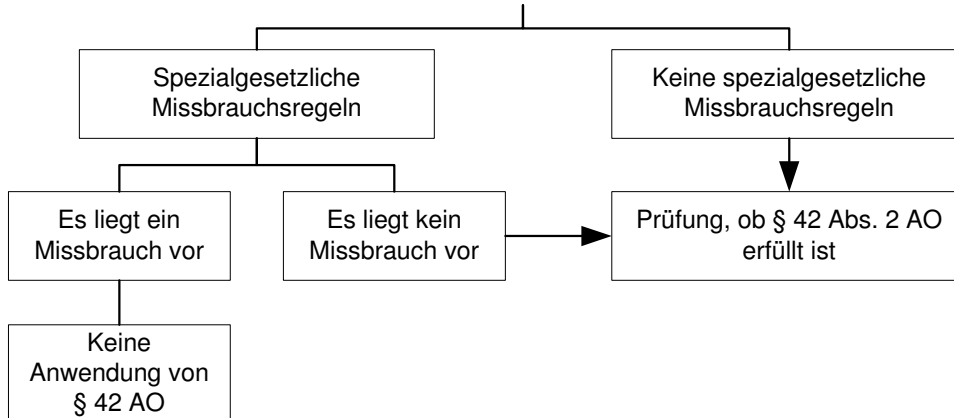 Spezialgesetzliche
Missbrauchsregeln
Keine spezialgesetzliche
Missbrauchsregeln
Es liegt ein
Missbrauch vor
Es liegt kein
Missbrauch vor
Prüfung, ob § 42 Abs. 2 AO
erfüllt ist
Keine
Anwendung von
§ 42 AO